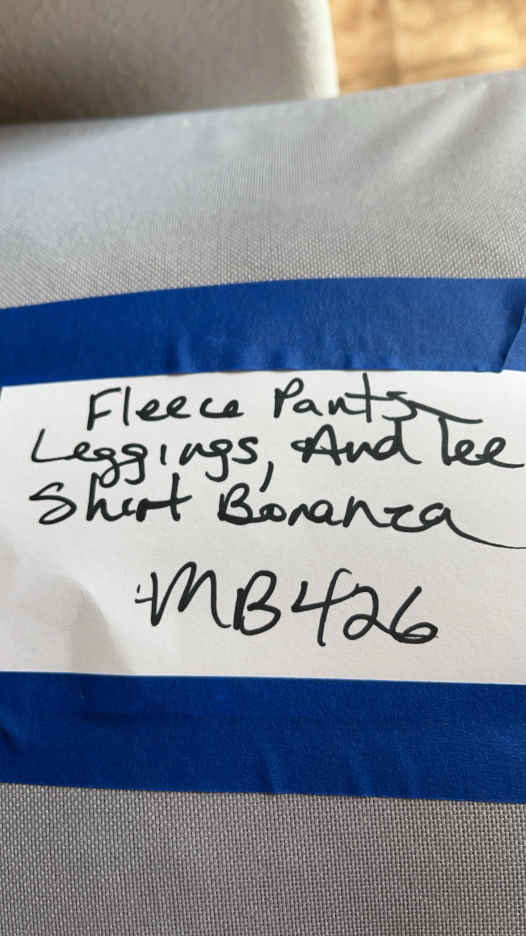 Fleece Pants,
Leggings, And Tee
Shirt Bonanza
MB426